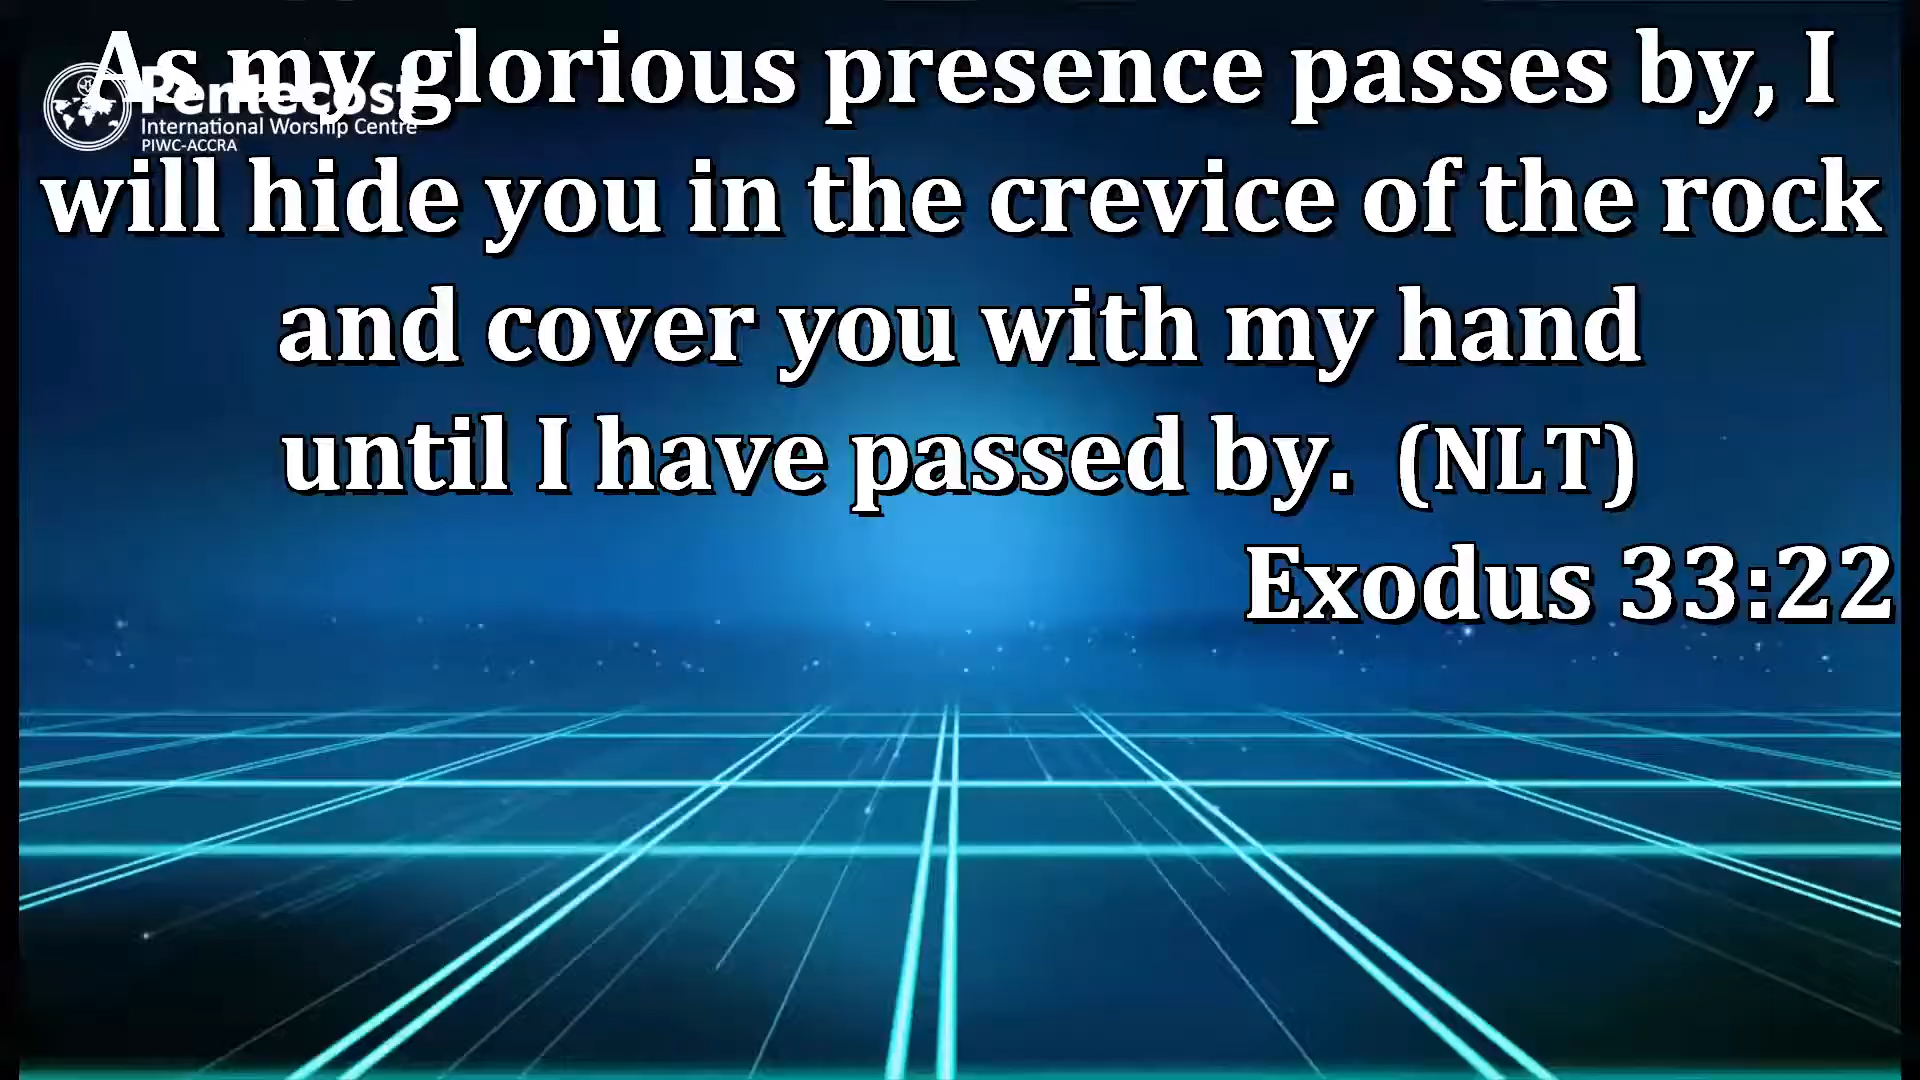 As my glorious presence passes by, I
will hide you in the crevice of the rock
and cover you with my hand
until I have passed by. (NLT)
Exodus 33:22
Pentecost
International Worship Centre
PIWC-ACCRA